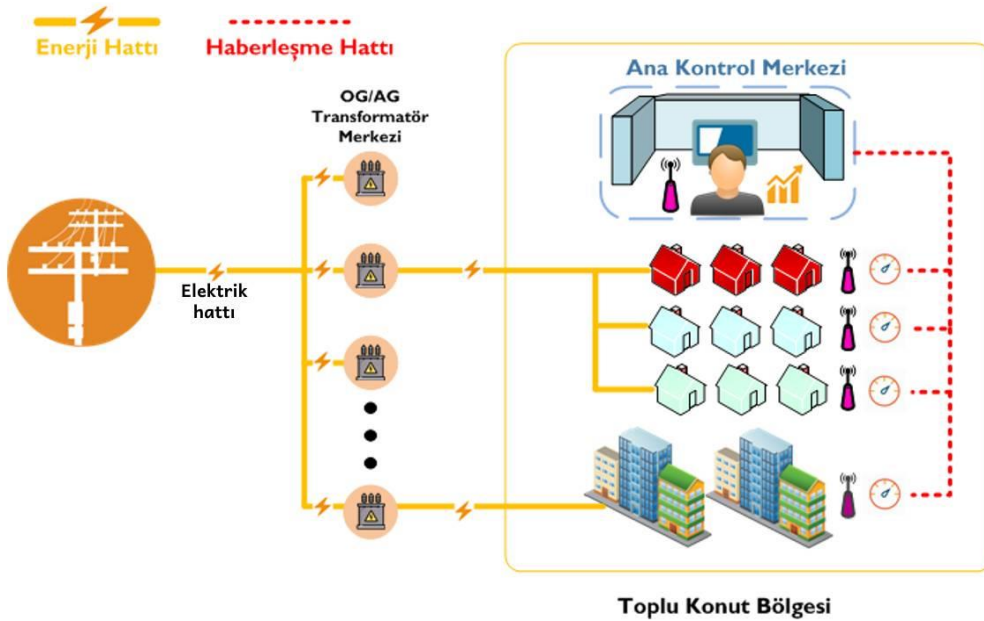 Enerji Hattı
Haberleşme Hattı
Ana Kontrol Merkezi
OG/AG
Transformatör
Merkezi
Elektrik
hattı
Toplu Konut Bölgesi